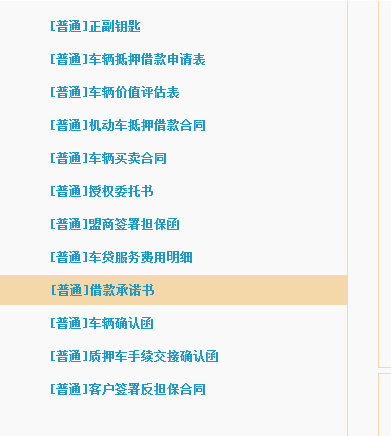 [普通]正副钥匙
[普通]车辆抵押借款申请表
[普通]车辆价值评估表
[普通]机动车抵押借款合同
[普通]车辆买卖合同
[普通]授权委托书
[普通]盟商签署担保函
[普通]车贷服务费用明细
[普通]借款承诺书
[普通]车辆确认函
[普通]质押车手续交接确认函
[普通]客户签署反担保合同